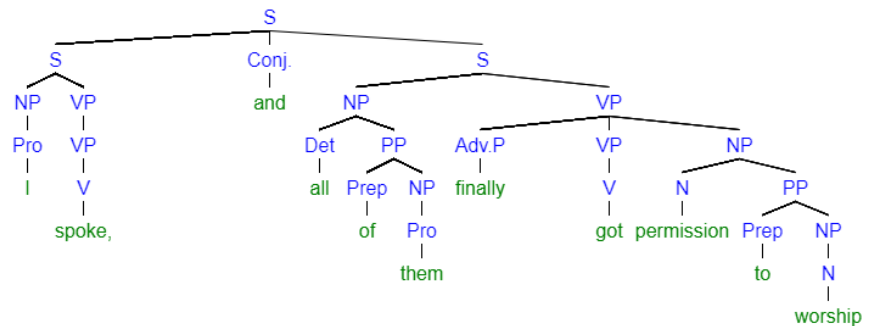 S
S Conj. S
NP VP and NP VP
Pro VP Det PP Adv.P VP NP
I V all Prep NP finally V N PP
spoke, of Pro got permission Prep NP
them to N
worship